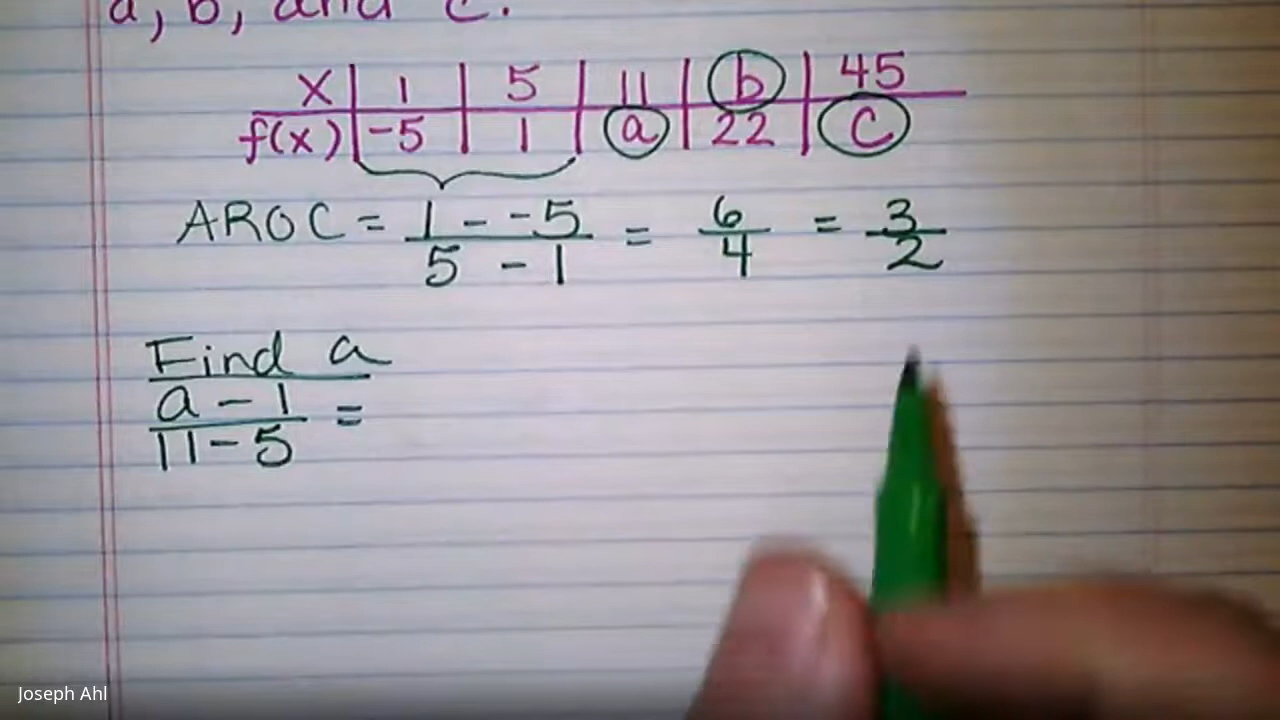 a, b, and c.
x | 1 | 5 | 11 | b | 45
f(x) | -5 | 1 | a | 22 | c
AROC = 1 - -5 / 5 - 1 = 6/4 = 3/2
Find a
a - 1 / 11 - 5 =
Joseph Ahl